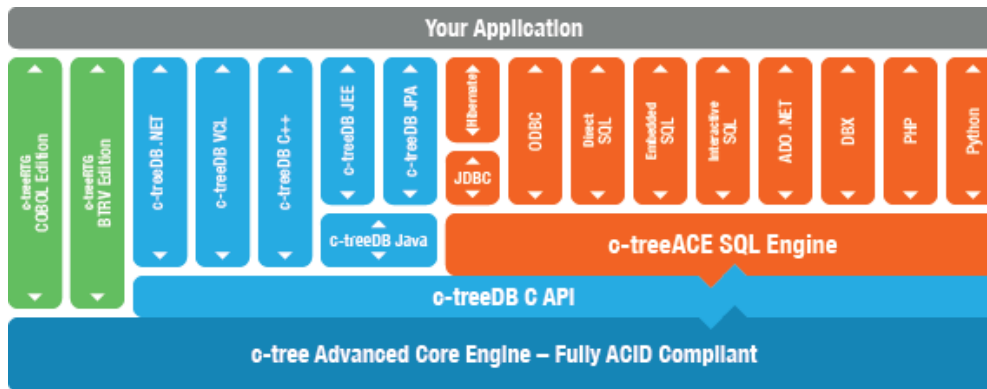 Your Application
c-treeRTG
COBOL Edition
c-treeRTG
BTRV Edition
c-treeDB .NET
c-treeDB VCL
c-treeDB C++
c-treeDB JEE
c-treeDB JPA
Hibernate
JDBC
ODBC
Direct
SQL
Embedded
SQL
Interactive
SQL
ADO .NET
DBX
PHP
Python
c-treeDB Java
c-treeACE SQL Engine
c-treeDB C API
c-tree Advanced Core Engine – Fully ACID Compliant